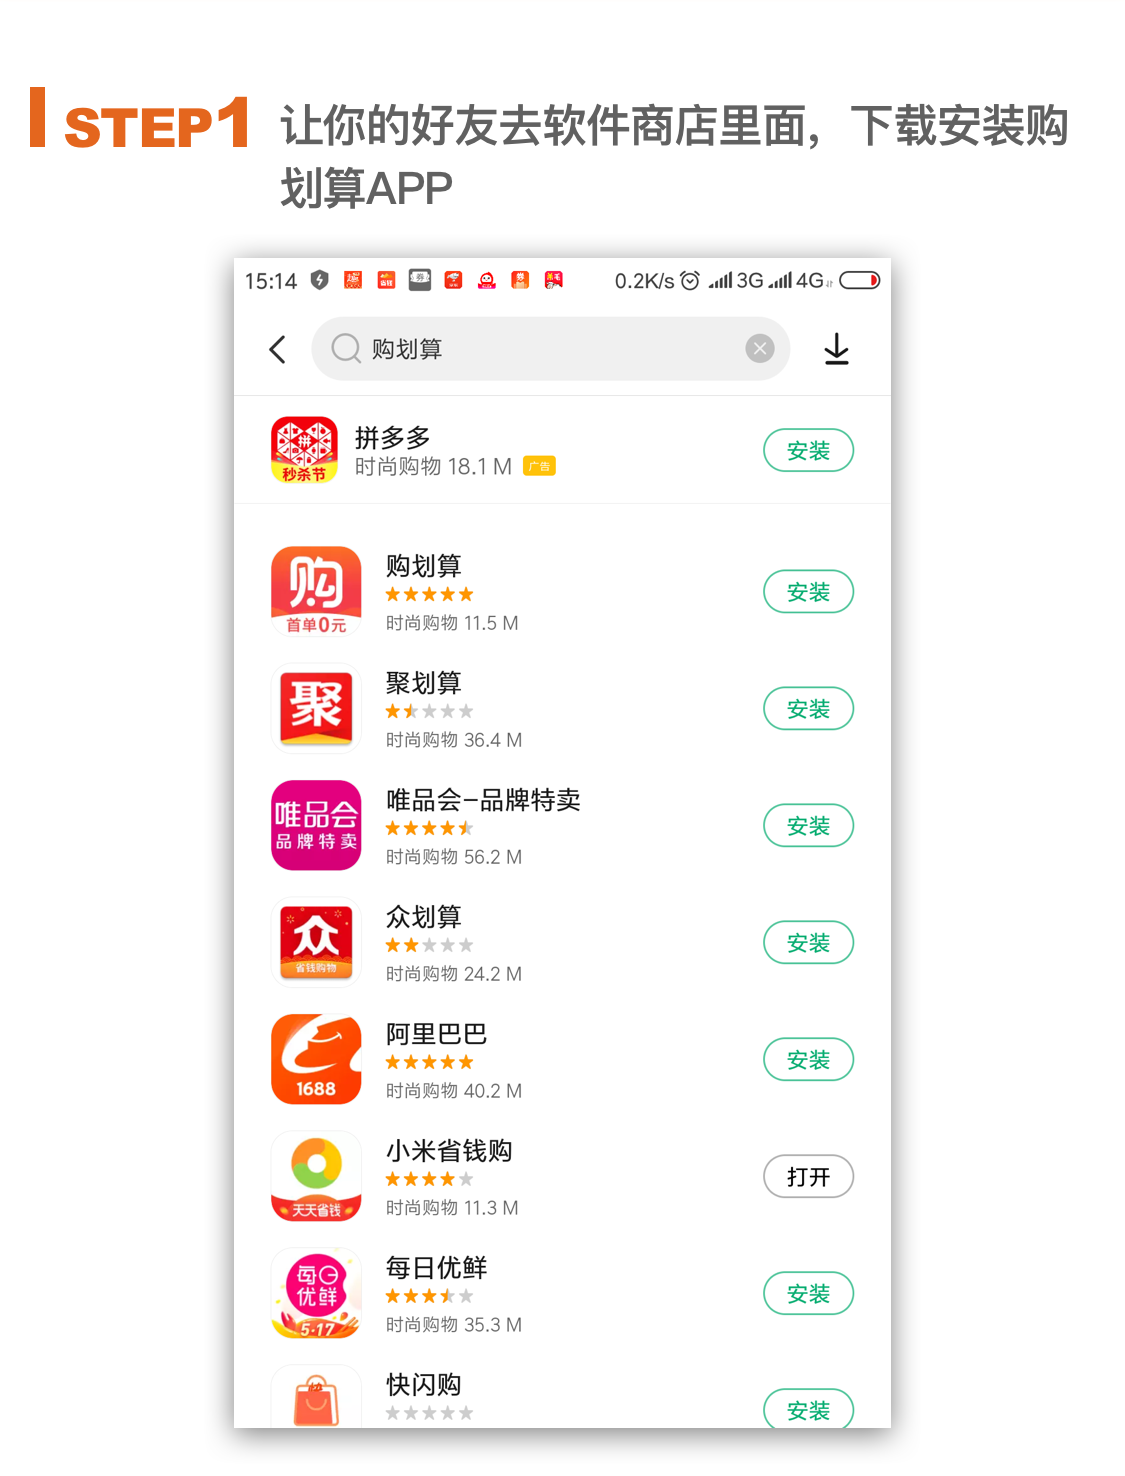 STEP1 让你的好友去软件商店里面，下载安装购
划算APP
15:14 0.2K/s 3G 4G
购划算
拼
秒杀节
拼多多
时尚购物 18.1 M 广告
安装
购
首单0元
购划算
时尚购物 11.5 M
安装
聚
聚划算
时尚购物 36.4 M
安装
唯品会
品牌特卖
唯品会-品牌特卖
时尚购物 56.2 M
安装
众
省钱购物
众划算
时尚购物 24.2 M
安装
1688
阿里巴巴
时尚购物 40.2 M
安装
天天省钱
小米省钱购
时尚购物 11.3 M
打开
每日
优鲜
5·17
每日优鲜
时尚购物 35.3 M
安装
快
快闪购
安装